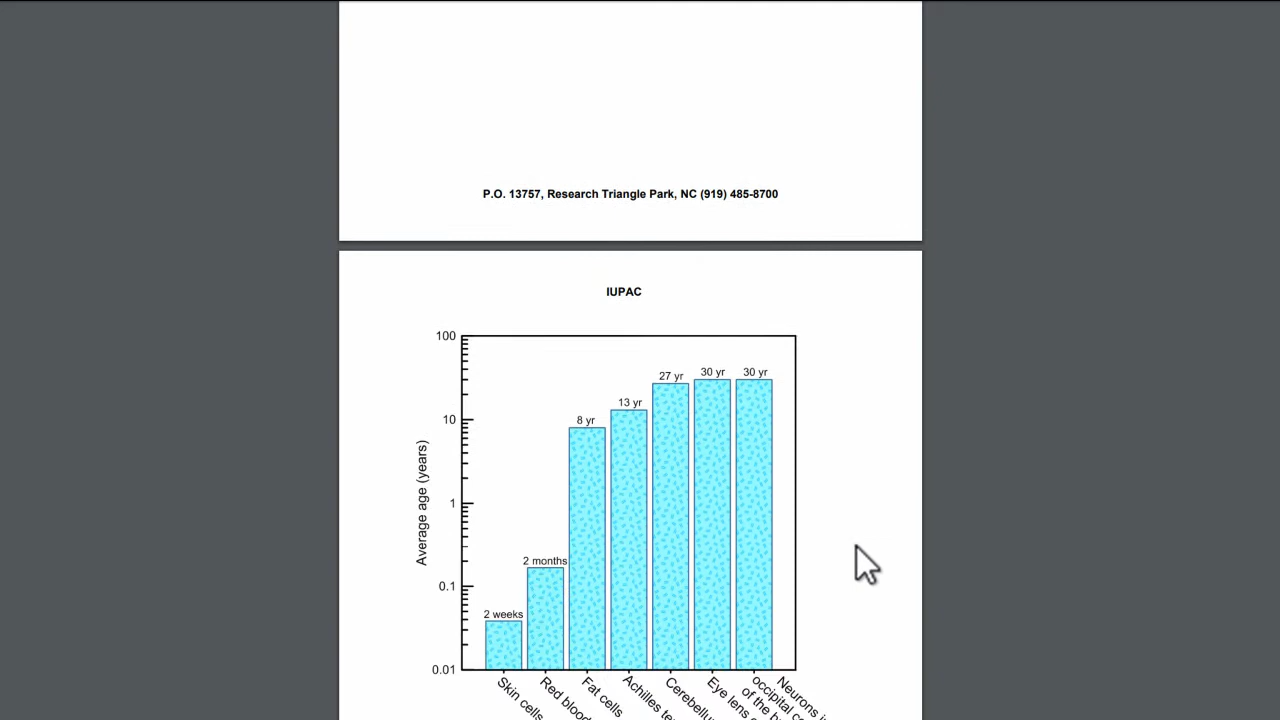 P.O. 13757, Research Triangle Park, NC (919) 485-8700
IUPAC
100
10
1
0.1
0.01
Average age (years)
2 weeks
2 months
8 yr
13 yr
27 yr
30 yr
30 yr
Skin cells
Red blood
Fat cells
Achilles
Eye lens
Neurons
occipital
of the